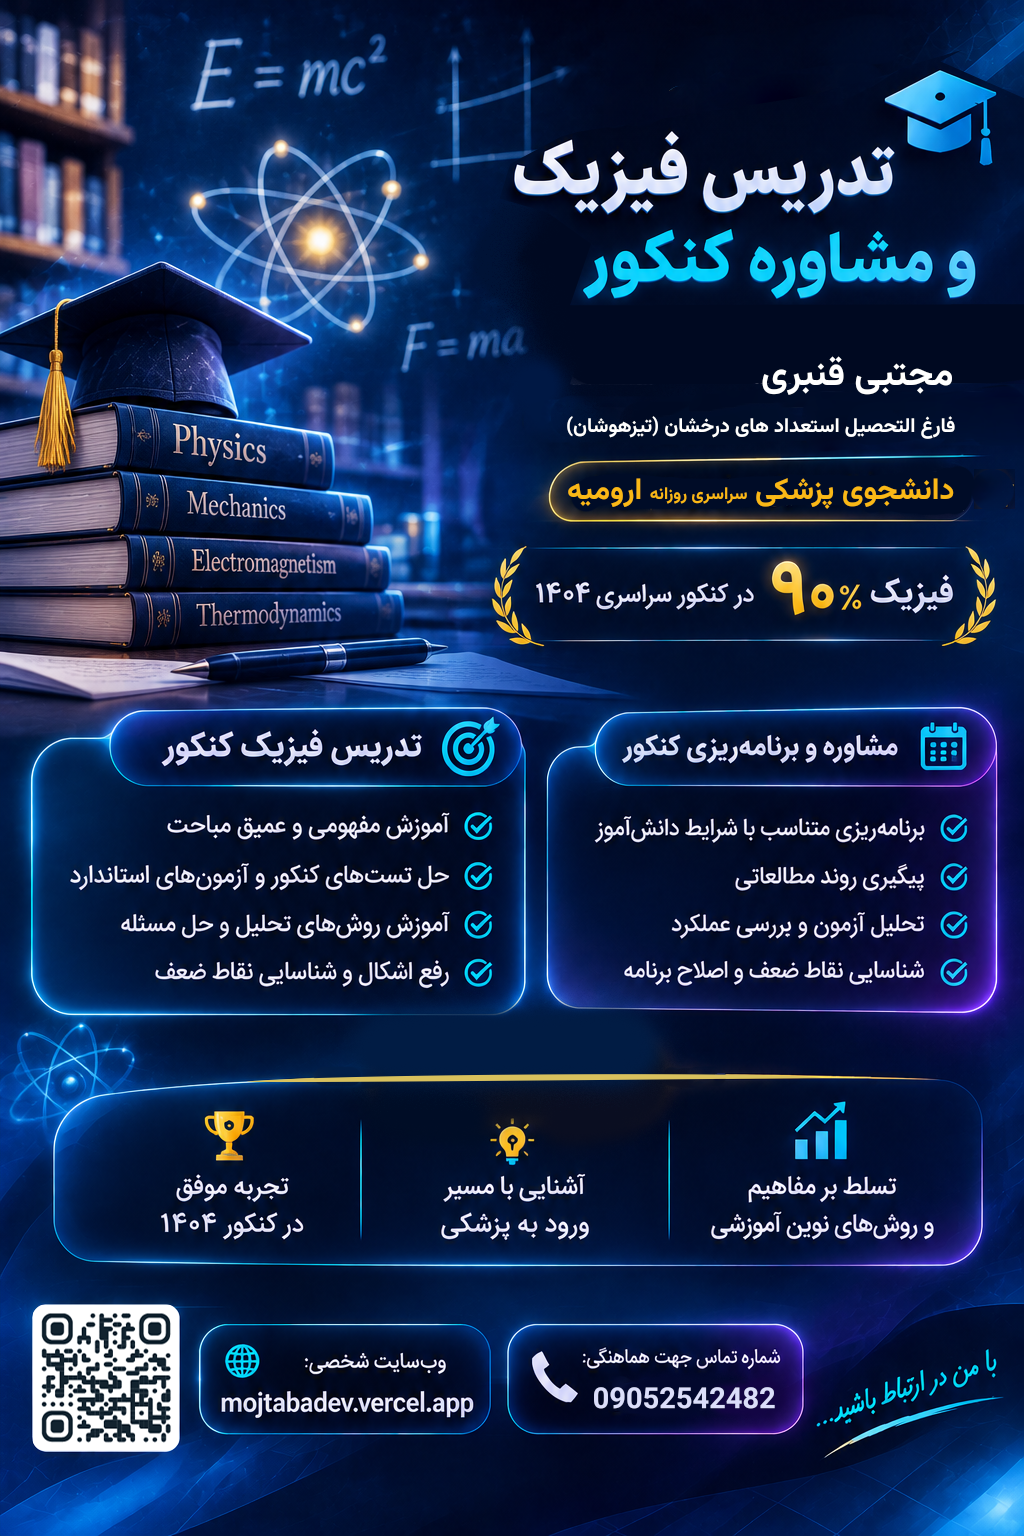 E = mc²
تدریس فیزیک
و مشاوره کنکور
F = ma
مجتبی قنبری
فارغ التحصیل استعداد های درخشان (تیزهوشان)
دانشجوی پزشکی سراسری روزانه ارومیه
فیزیک ۹۰% در کنکور سراسری ۱۴۰۴
Physics
Mechanics
Electromagnetism
Thermodynamics
مشاوره و برنامه‌ریزی کنکور
برنامه‌ریزی متناسب با شرایط دانش‌آموز
پیگیری روند مطالعاتی
تحلیل آزمون و بررسی عملکرد
شناسایی نقاط ضعف و اصلاح برنامه
تدریس فیزیک کنکور
آموزش مفهومی و عمیق مباحث
حل تست‌های کنکور و آزمون‌های استاندارد
آموزش روش‌های تحلیل و حل مسئله
رفع اشکال و شناسایی نقاط ضعف
تسلط بر مفاهیم
و روش‌های نوین آموزشی
آشنایی با مسیر
ورود به پزشکی
تجربه موفق
در کنکور ۱۴۰۴
با من در ارتباط باشید...
شماره تماس جهت هماهنگی:
09052542482
وب‌سایت شخصی:
mojtabadev.vercel.app